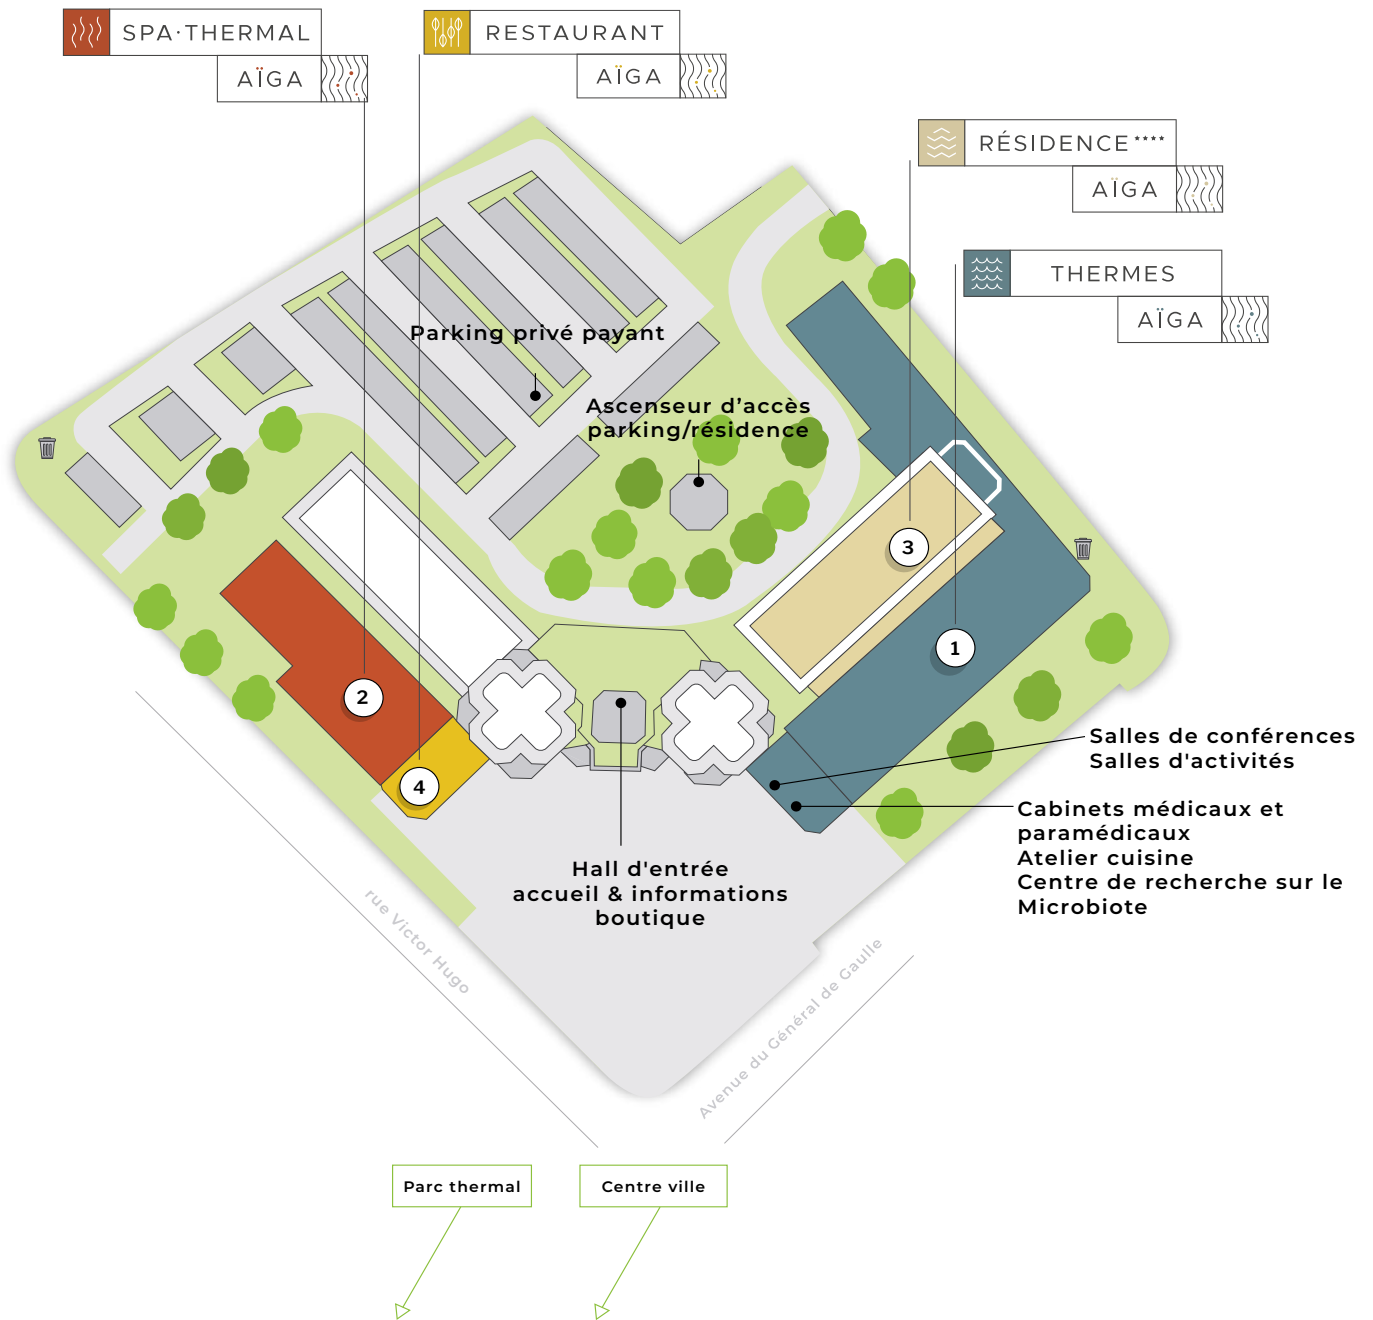 SPA·THERMAL
AÏGA
RESTAURANT
AÏGA
RÉSIDENCE****
AÏGA
THERMES
AÏGA
Parking privé payant
Ascenseur d’accès
parking/résidence
3
1
2
4
Salles de conférences
Salles d'activités
Cabinets médicaux et
paramédicaux
Atelier cuisine
Centre de recherche sur le
Microbiote
Hall d'entrée
accueil & informations
boutique
rue Victor Hugo
Avenue du Général de Gaulle
Parc thermal
Centre ville